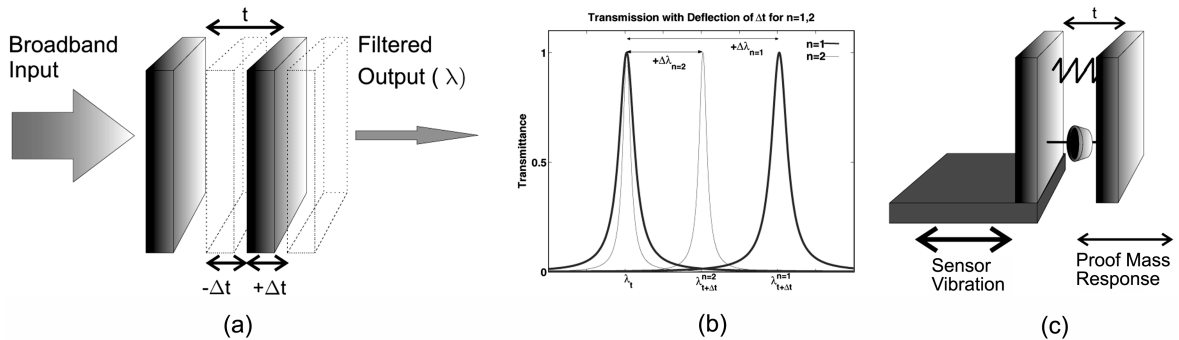 t
Broadband
Input
Filtered
Output ( λ)
-Δt
+Δt
(a)
Transmission with Deflection of Δt for n=1,2
+Δλn=1
+Δλn=2
n=1
n=2
1
0.5
0
Transmittance
λt
λt+Δt n=2
λt+Δt n=1
(b)
t
Sensor
Vibration
Proof Mass
Response
(c)